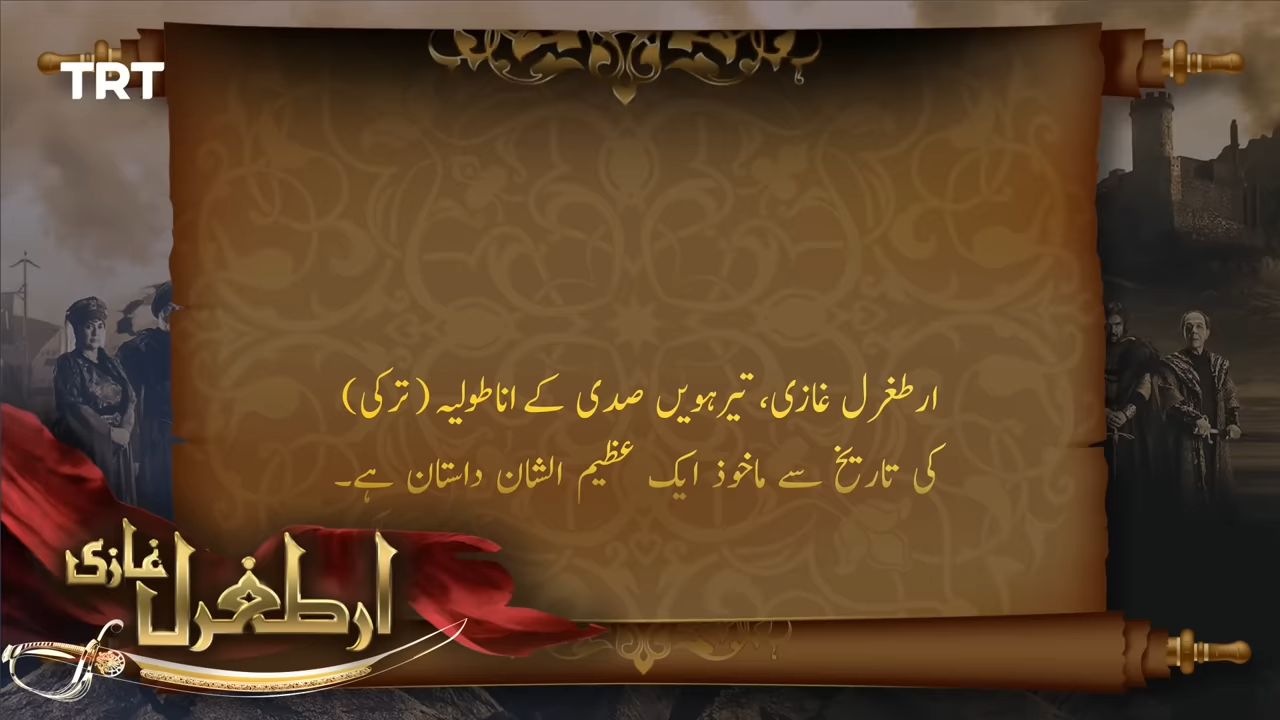 TRT
ارطغرل غازی، تیرہویں صدی کے اناطولیہ (ترکی)
کی تاریخ سے ماخوذ ایک عظیم الشان داستان ہے۔
ارطغرل غازی